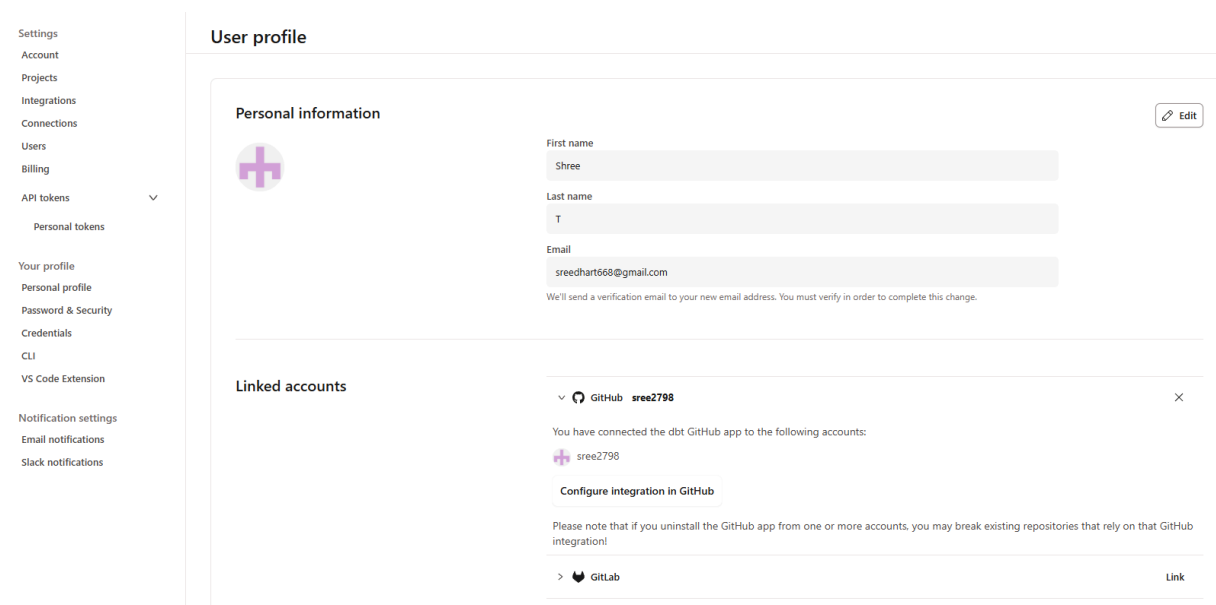 Settings
Account
Projects
Integrations
Connections
Users
Billing
API tokens
Personal tokens
Your profile
Personal profile
Password & Security
Credentials
CLI
VS Code Extension
Notification settings
Email notifications
Slack notifications
User profile
Personal information
Edit
First name
Shree
Last name
T
Email
sreedhart668@gmail.com
We'll send a verification email to your new email address. You must verify in order to complete this change.
Linked accounts
GitHub sree2798
You have connected the dbt GitHub app to the following accounts:
sree2798
Configure integration in GitHub
Please note that if you uninstall the GitHub app from one or more accounts, you may break existing repositories that rely on that GitHub
integration!
GitLab
Link